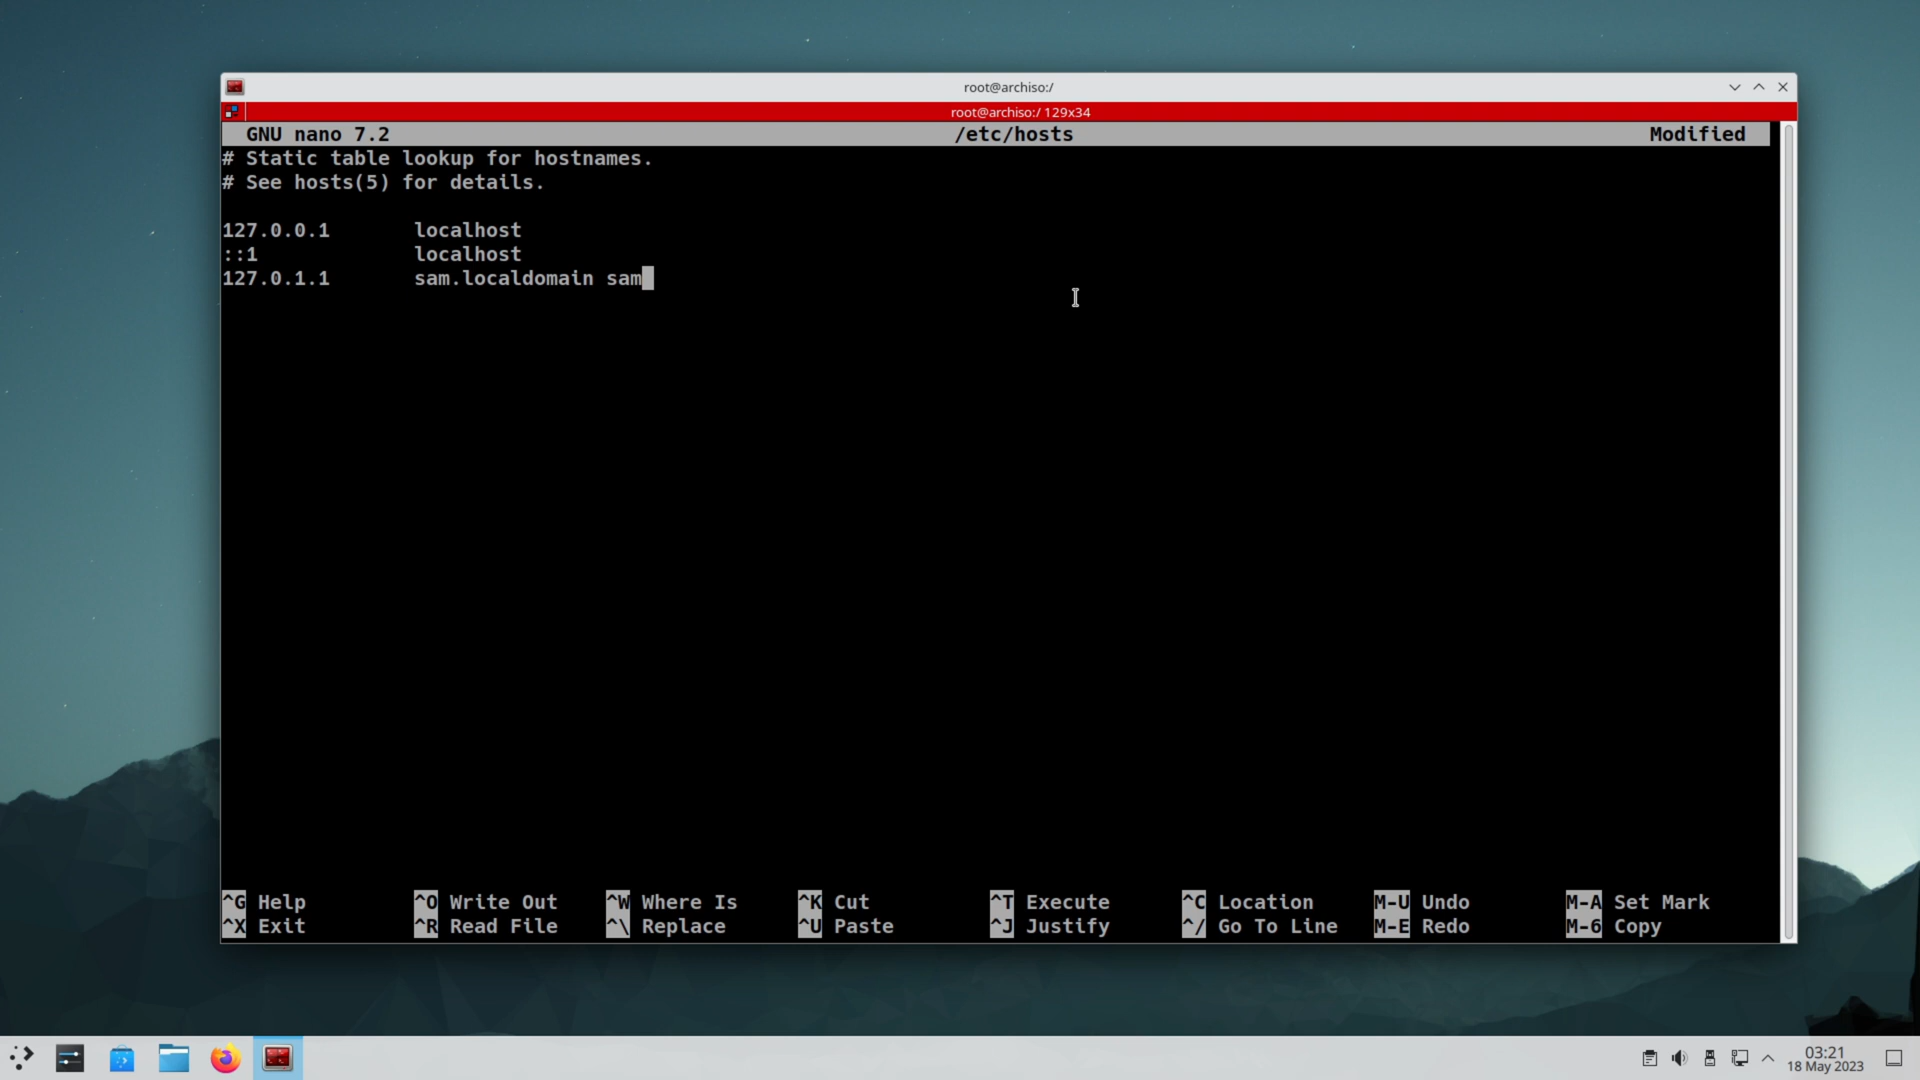 root@archiso:/
root@archiso:/ 129x34
GNU nano 7.2 /etc/hosts Modified
# Static table lookup for hostnames.
# See hosts(5) for details.
127.0.0.1 localhost
::1 localhost
127.0.1.1 sam.localdomain sam
^G Help ^O Write Out ^W Where Is ^K Cut ^T Execute ^C Location M-U Undo M-A Set Mark
^X Exit ^R Read File ^\ Replace ^U Paste ^J Justify ^/ Go To Line M-E Redo M-6 Copy
03:21
18 May 2023